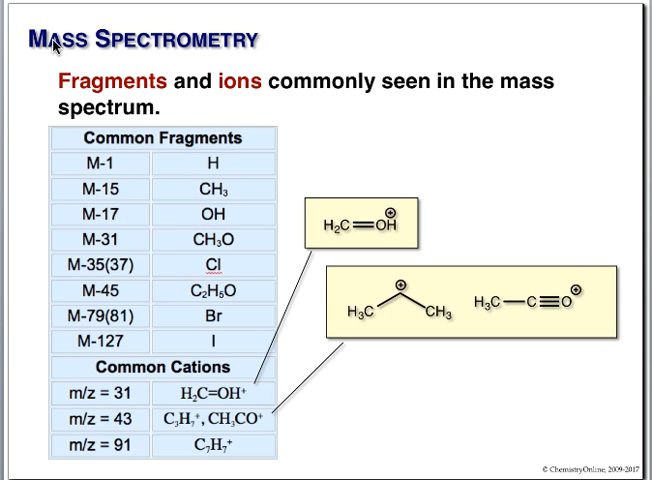 MASS SPECTROMETRY
Fragments and ions commonly seen in the mass
spectrum.
Common Fragments
M-1 H
M-15 CH₃
M-17 OH
M-31 CH₃O
M-35(37) Cl
M-45 C₂H₅O
M-79(81) Br
M-127 I
Common Cations
m/z = 31 H₂C=OH⁺
m/z = 43 C₃H₇⁺, CH₃CO⁺
m/z = 91 C₇H₇⁺
H₂C=OH ⊕
⊕
H₃C CH₃
H₃C—C≡O ⊕
© ChemistryOnline, 2009-2017